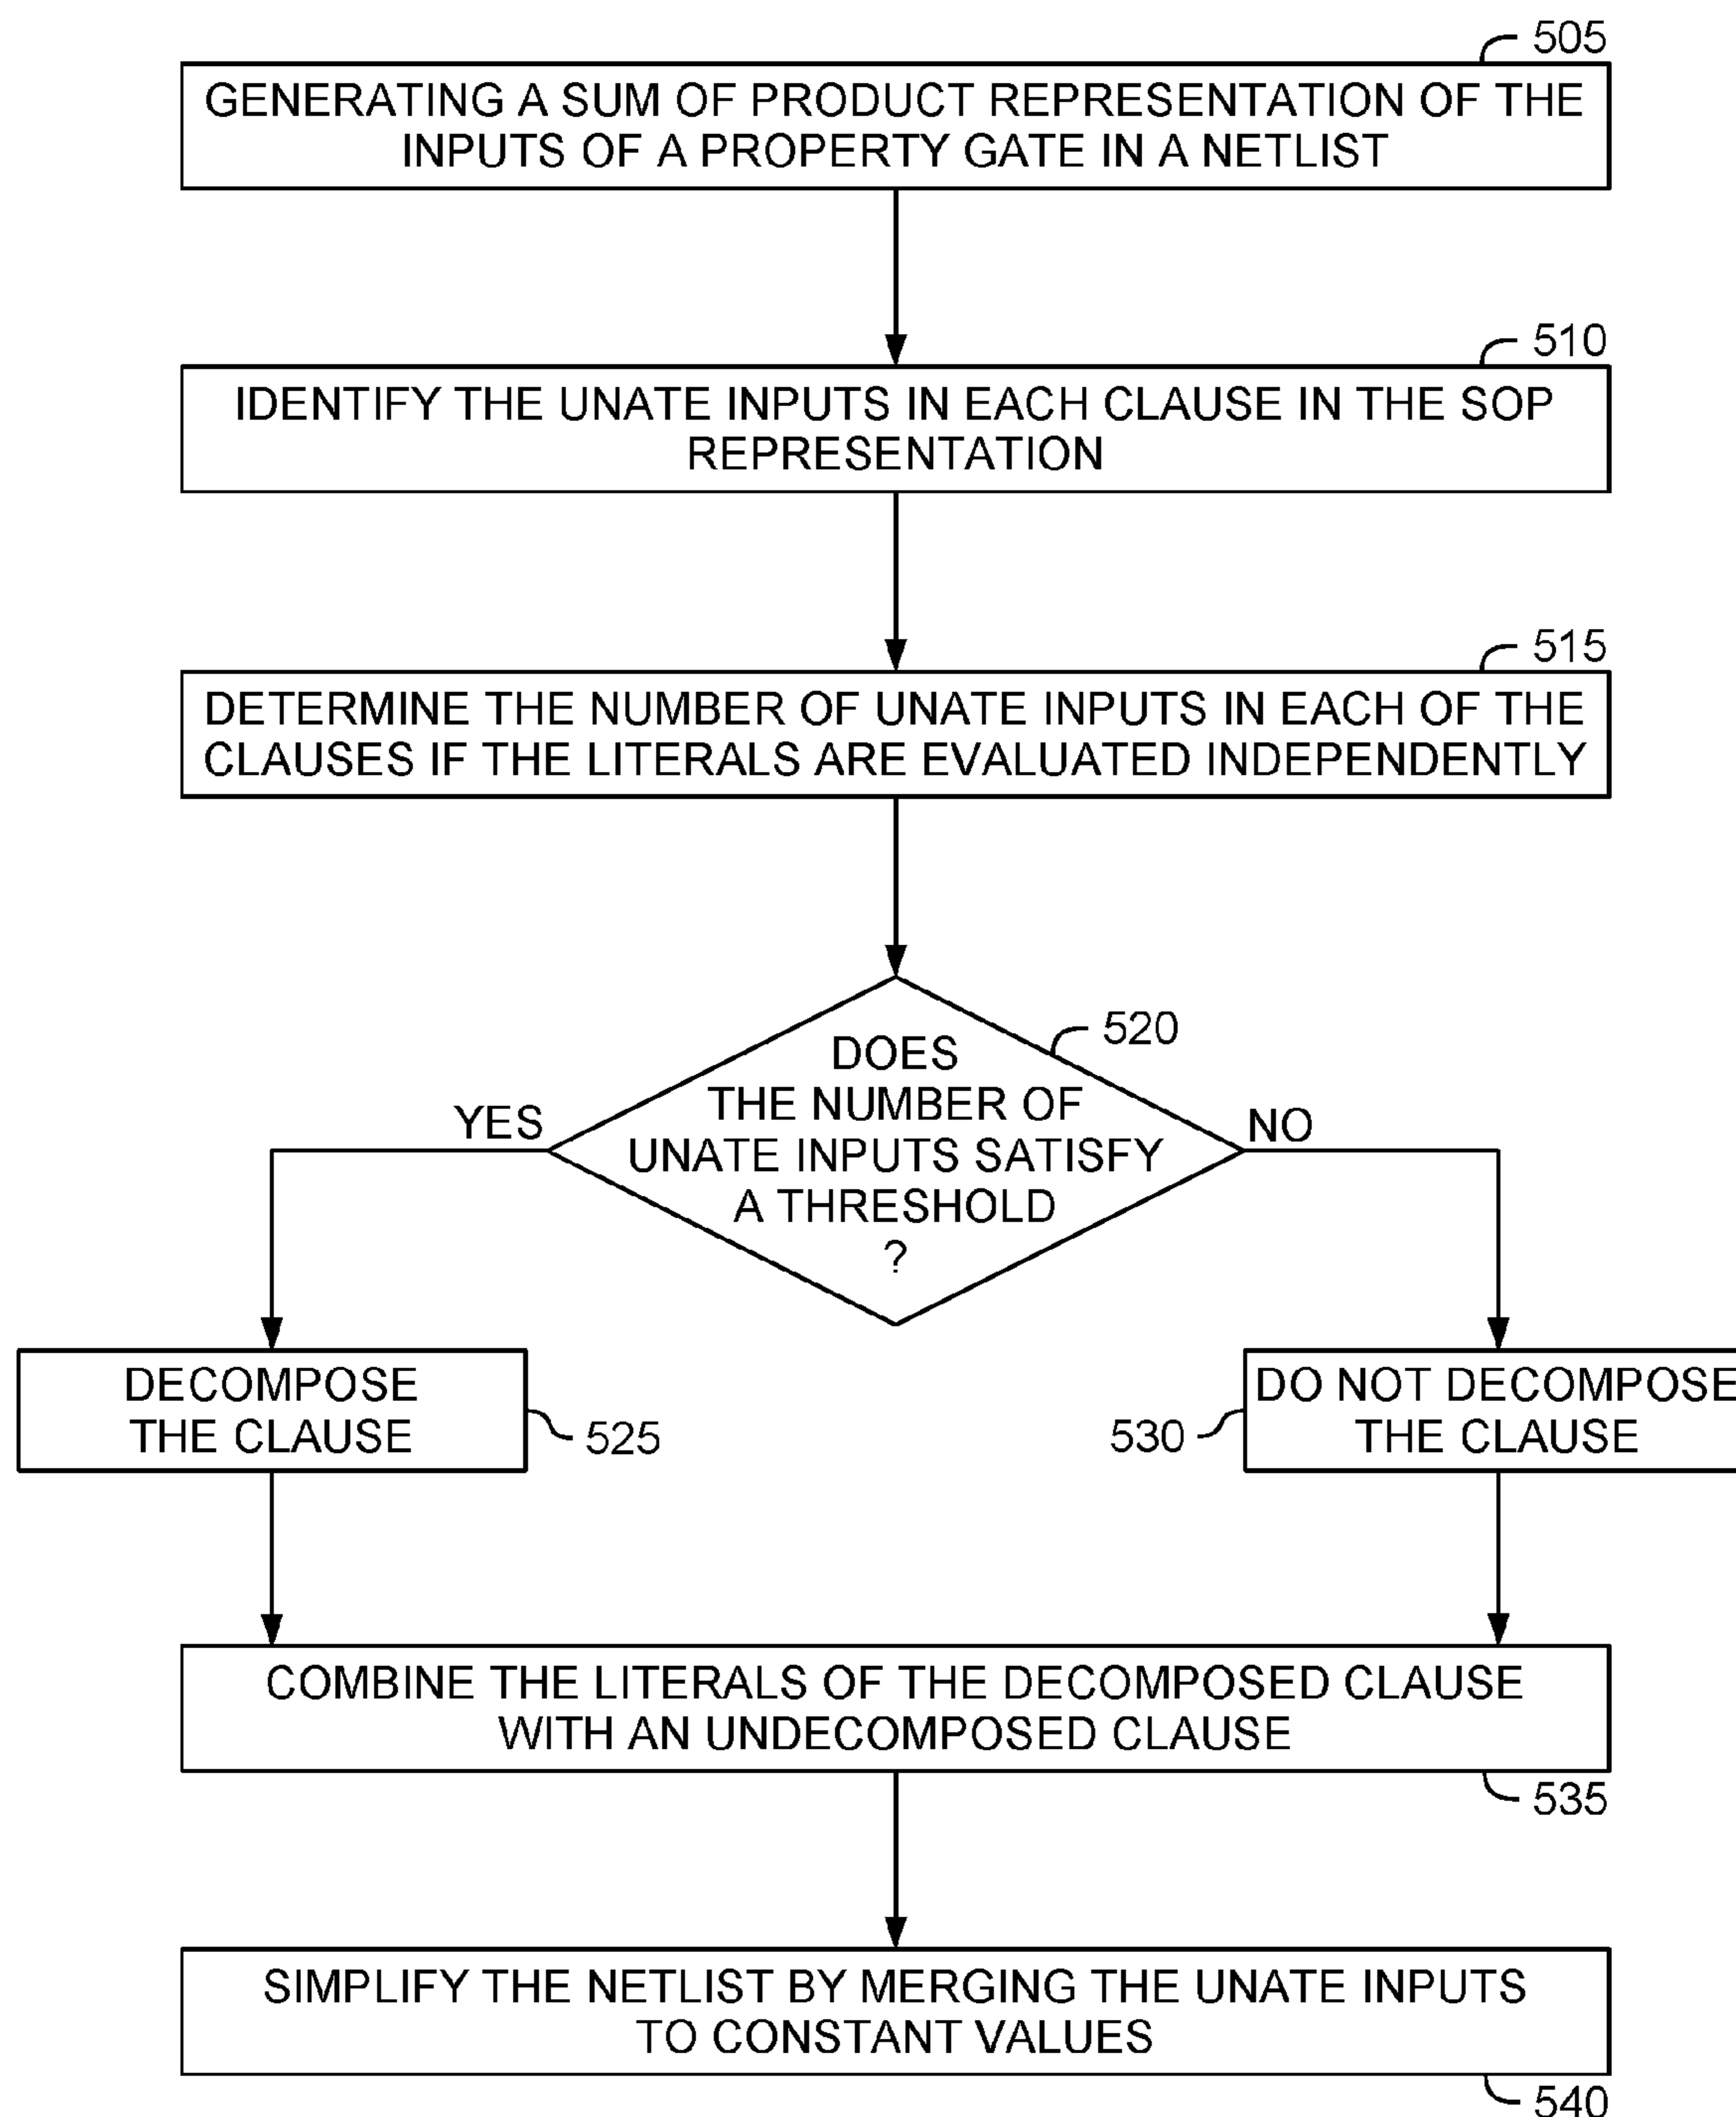 505
GENERATING A SUM OF PRODUCT REPRESENTATION OF THE
INPUTS OF A PROPERTY GATE IN A NETLIST
510
IDENTIFY THE UNATE INPUTS IN EACH CLAUSE IN THE SOP
REPRESENTATION
515
DETERMINE THE NUMBER OF UNATE INPUTS IN EACH OF THE
CLAUSES IF THE LITERALS ARE EVALUATED INDEPENDENTLY
520
DOES
THE NUMBER OF
UNATE INPUTS SATISFY
A THRESHOLD
?
YES
NO
DECOMPOSE
THE CLAUSE
525
530
DO NOT DECOMPOSE
THE CLAUSE
COMBINE THE LITERALS OF THE DECOMPOSED CLAUSE
WITH AN UNDECOMPOSED CLAUSE
535
SIMPLIFY THE NETLIST BY MERGING THE UNATE INPUTS
TO CONSTANT VALUES
540